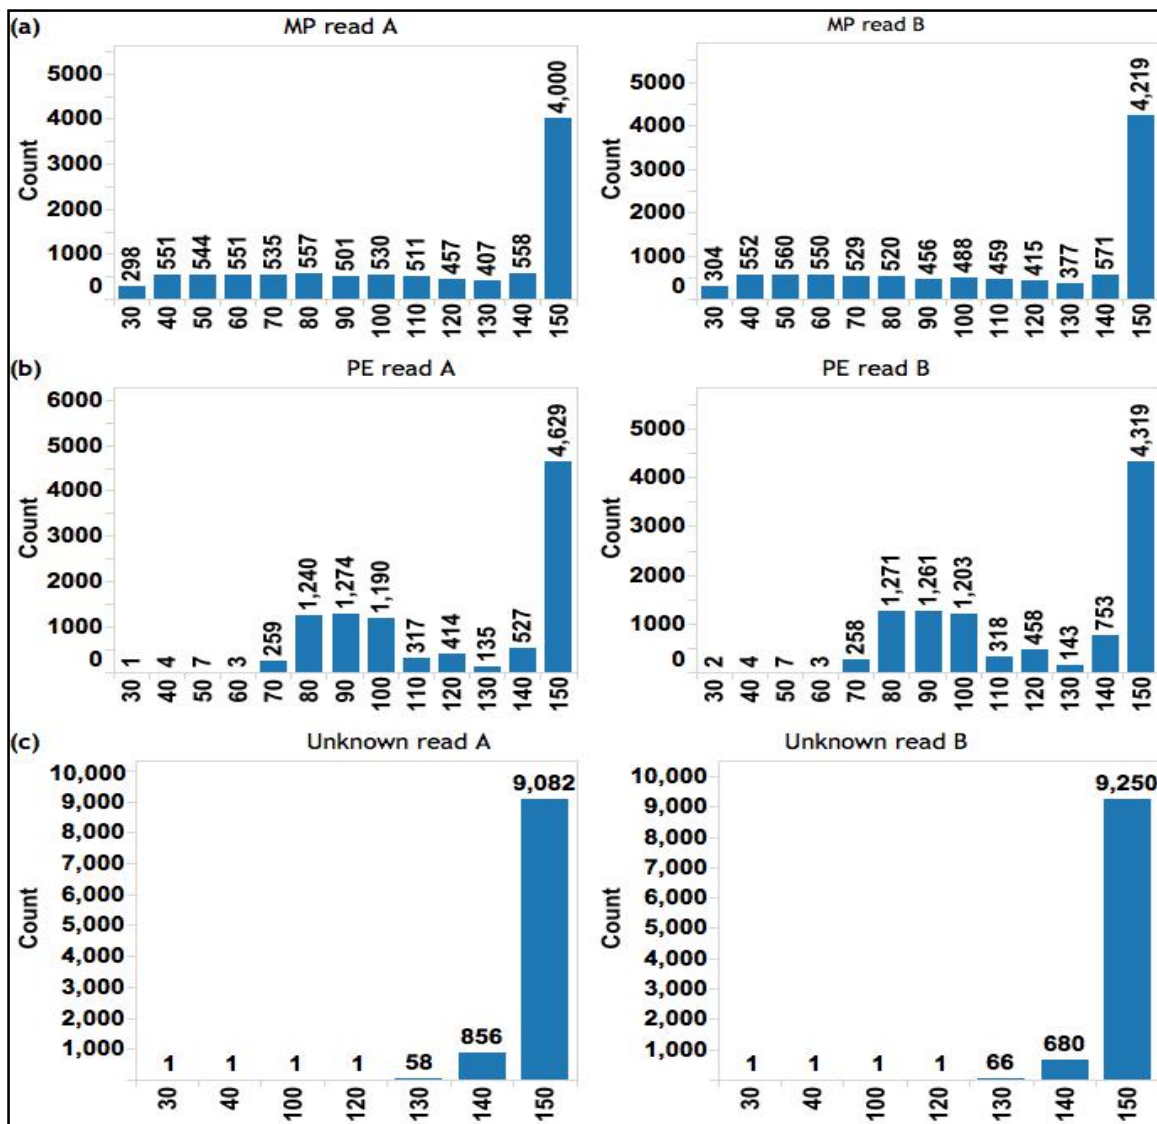 (a) MP read A MP read B
Count Count
5000 5000
4000 4000
3000 3000
2000 2000
1000 1000
0 0
298 551 544 551 535 557 501 530 511 457 407 558 4,000
304 552 560 550 529 520 456 488 459 415 377 571 4,219
30 40 50 60 70 80 90 100 110 120 130 140 150
30 40 50 60 70 80 90 100 110 120 130 140 150
(b) PE read A PE read B
Count Count
6000
5000 5000
4000 4000
3000 3000
2000 2000
1000 1000
0 0
1 4 7 3 259 1,240 1,274 1,190 317 414 135 527 4,629
2 4 7 3 258 1,271 1,261 1,203 318 458 143 753 4,319
30 40 50 60 70 80 90 100 110 120 130 140 150
30 40 50 60 70 80 90 100 110 120 130 140 150
(c) Unknown read A Unknown read B
Count Count
10,000 10,000
9,000 9,000
8,000 8,000
7,000 7,000
6,000 6,000
5,000 5,000
4,000 4,000
3,000 3,000
2,000 2,000
1,000 1,000
1 1 1 1 58 856 9,082
1 1 1 1 66 680 9,250
30 40 100 120 130 140 150
30 40 100 120 130 140 150